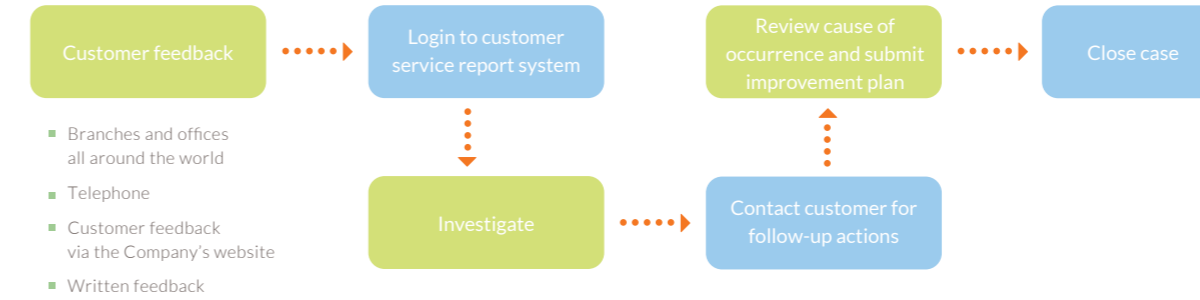 Customer feedback
Login to customer
service report system
Review cause of
occurrence and submit
improvement plan
Close case
Branches and offices
all around the world
Telephone
Customer feedback
via the Company's website
Written feedback
Investigate
Contact customer for
follow-up actions